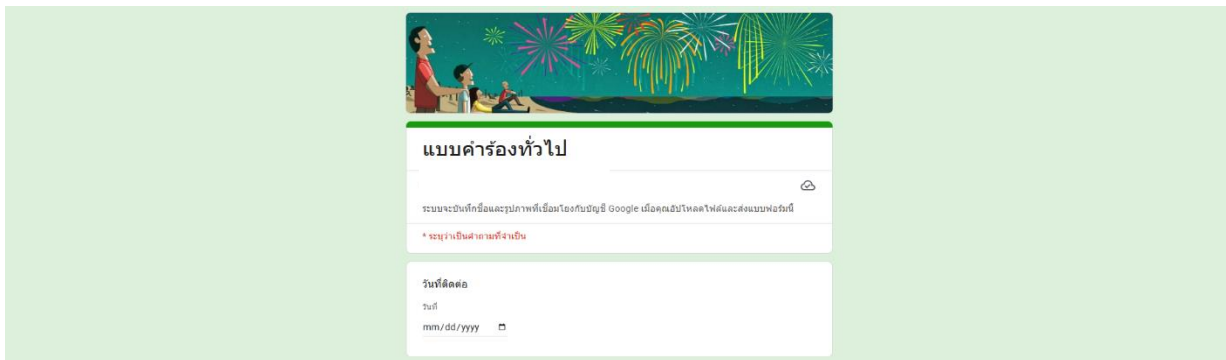 แบบคำร้องทั่วไป
ระบบจะบันทึกชื่อและรูปภาพที่เชื่อมโยงกับบัญชี Google เมื่อคุณอัปโหลดไฟล์และส่งแบบฟอร์มนี้
* ระบุว่าเป็นคำถามที่จำเป็น
วันที่ติดต่อ
วันที่
mm/dd/yyyy